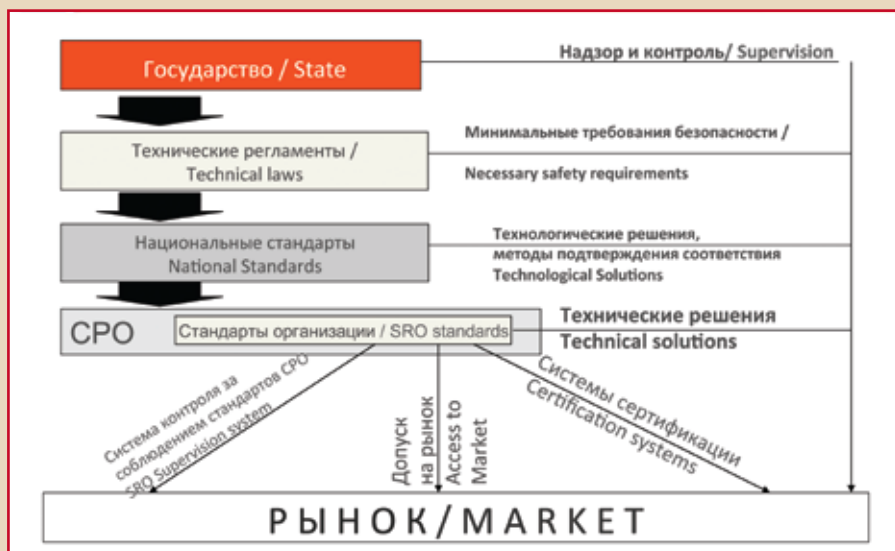 Государство / State
Надзор и контроль/ Supervision
Технические регламенты /
Technical laws
Минимальные требования безопасности /
Necessary safety requirements
Национальные стандарты
National Standards
Технологические решения,
методы подтверждения соответствия
Technological Solutions
СРО
Стандарты организации / SRO standards
Технические решения
Technical solutions
Система контроля за
соблюдением стандартов СРО
SRO Supervision system
Допуск
на рынок
Access to
Market
Системы сертификации
Certification systems
РЫНОК/MARKET